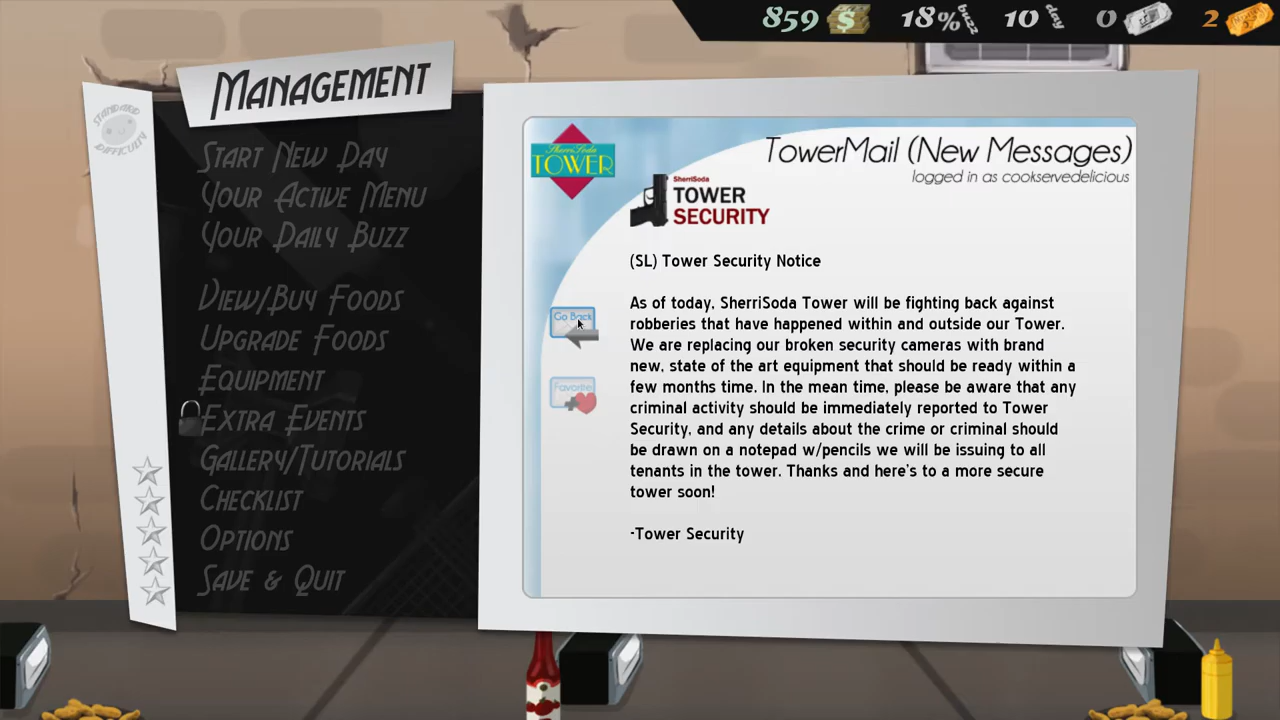 859 $ 18% buzz 10 day 0 2
MANAGEMENT
STANDARD
DIFFICULTY
START NEW DAY
YOUR ACTIVE MENU
YOUR DAILY BUZZ
VIEW/BUY FOODS
UPGRADE FOODS
EQUIPMENT
EXTRA EVENTS
GALLERY/TUTORIALS
CHECKLIST
OPTIONS
SAVE & QUIT
SherriSoda
TOWER
TowerMail (New Messages)
logged in as cookservedelicious
SherriSoda
TOWER
SECURITY
Go Back
Favorite
(SL) Tower Security Notice
As of today, SherriSoda Tower will be fighting back against
robberies that have happened within and outside our Tower.
We are replacing our broken security cameras with brand
new, state of the art equipment that should be ready within a
few months time. In the mean time, please be aware that any
criminal activity should be immediately reported to Tower
Security, and any details about the crime or criminal should
be drawn on a notepad w/pencils we will be issuing to all
tenants in the tower. Thanks and here's to a more secure
tower soon!
-Tower Security